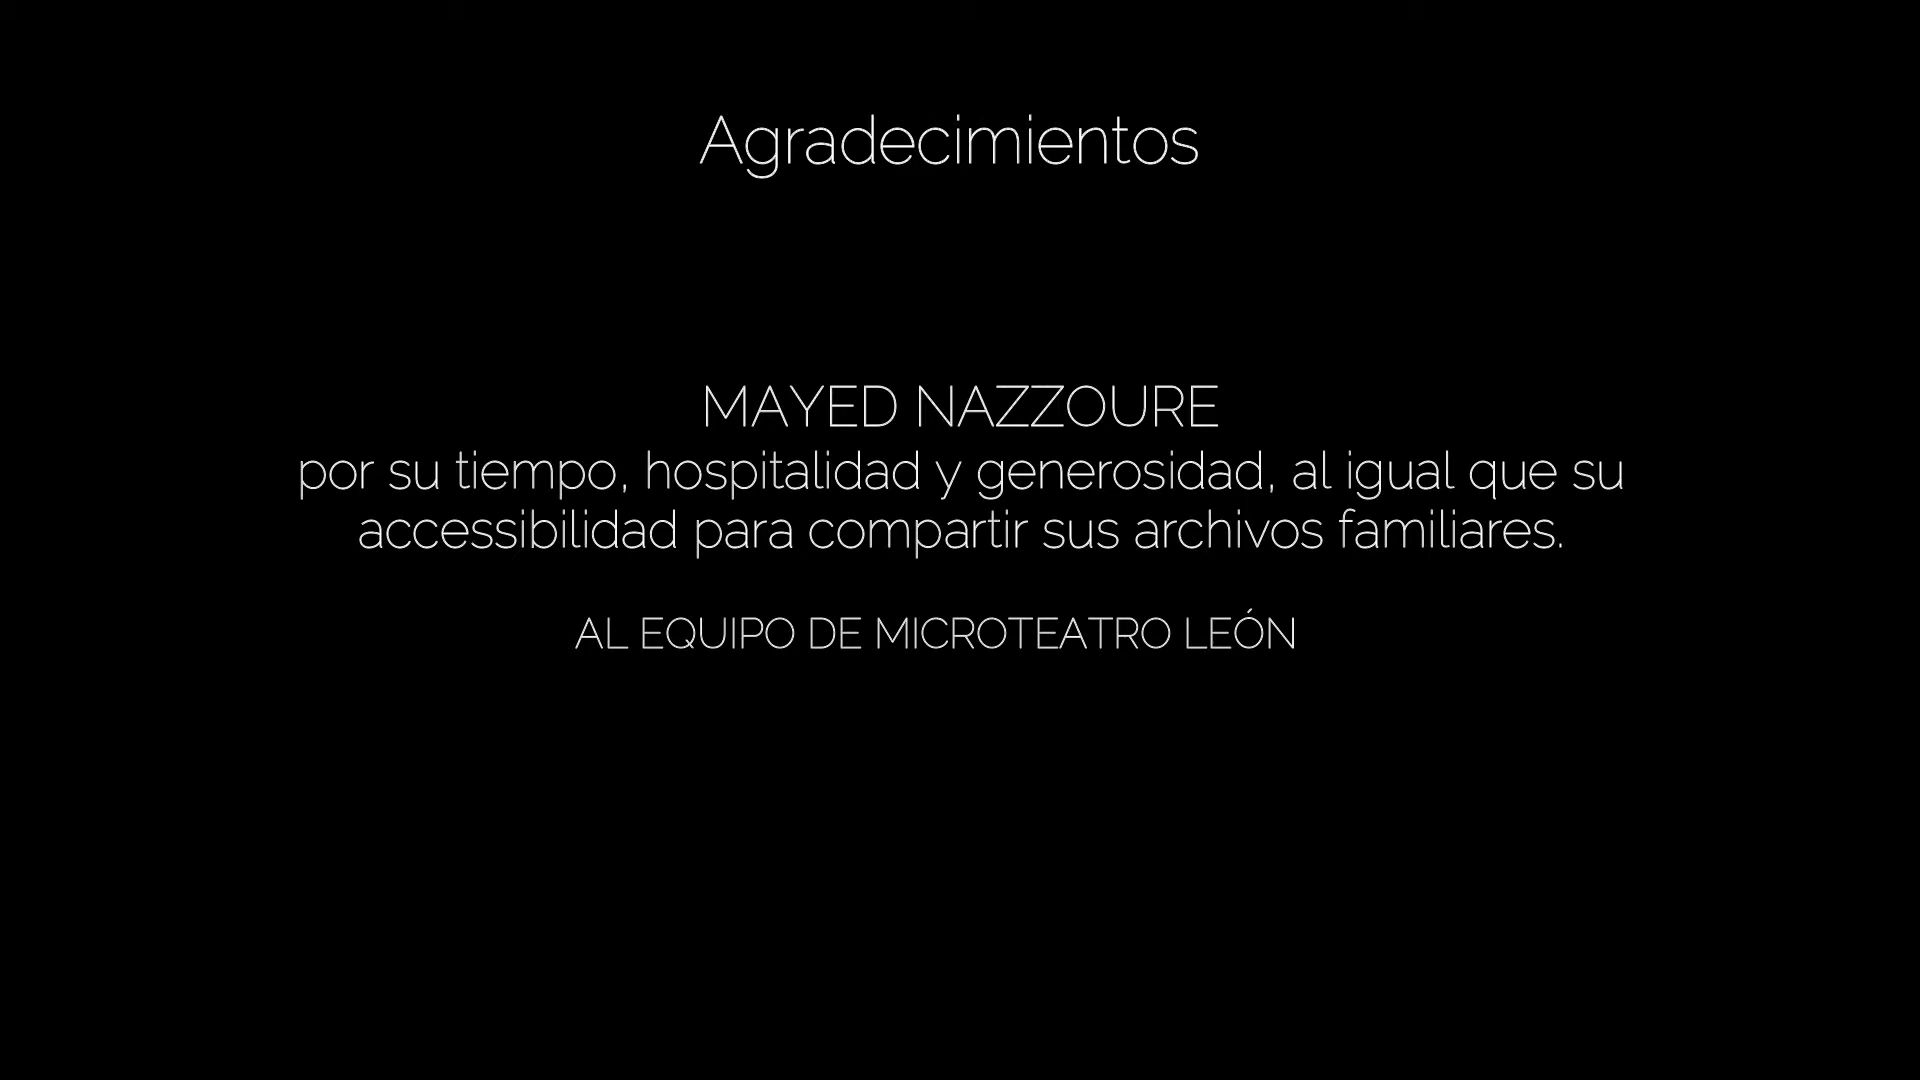 Agradecimientos
MAYED NAZZOURE
por su tiempo, hospitalidad y generosidad, al igual que su
accessibilidad para compartir sus archivos familiares.
AL EQUIPO DE MICROTEATRO LEÓN